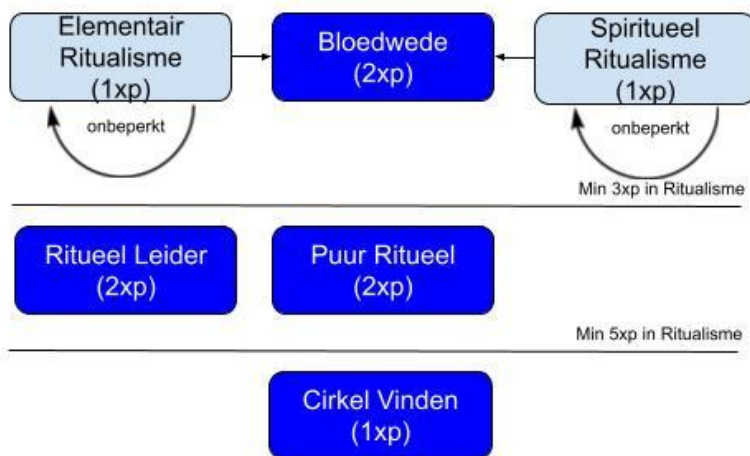 Elementair
Ritualisme
(1xp)
Bloedwede
(2xp)
Spiritueel
Ritualisme
(1xp)
onbeperkt
onbeperkt
Min 3xp in Ritualisme
Ritueel Leider
(2xp)
Puur Ritueel
(2xp)
Min 5xp in Ritualisme
Cirkel Vinden
(1xp)